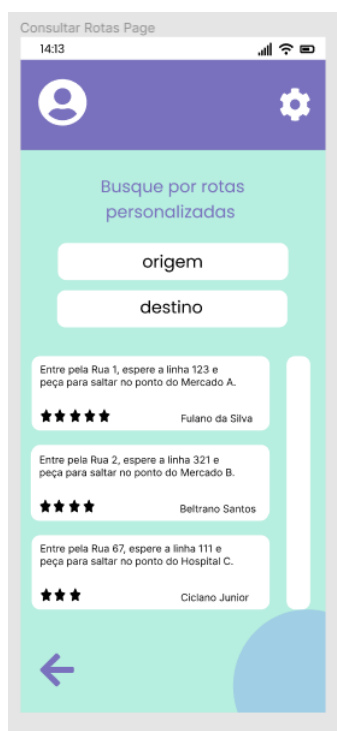 Consultar Rotas Page
14:13
Busque por rotas
personalizadas
origem
destino
Entre pela Rua 1, espere a linha 123 e
peça para saltar no ponto do Mercado A.
Fulano da Silva
Entre pela Rua 2, espere a linha 321 e
peça para saltar no ponto do Mercado B.
Beltrano Santos
Entre pela Rua 67, espere a linha 111 e
peça para saltar no ponto do Hospital C.
Ciclano Junior